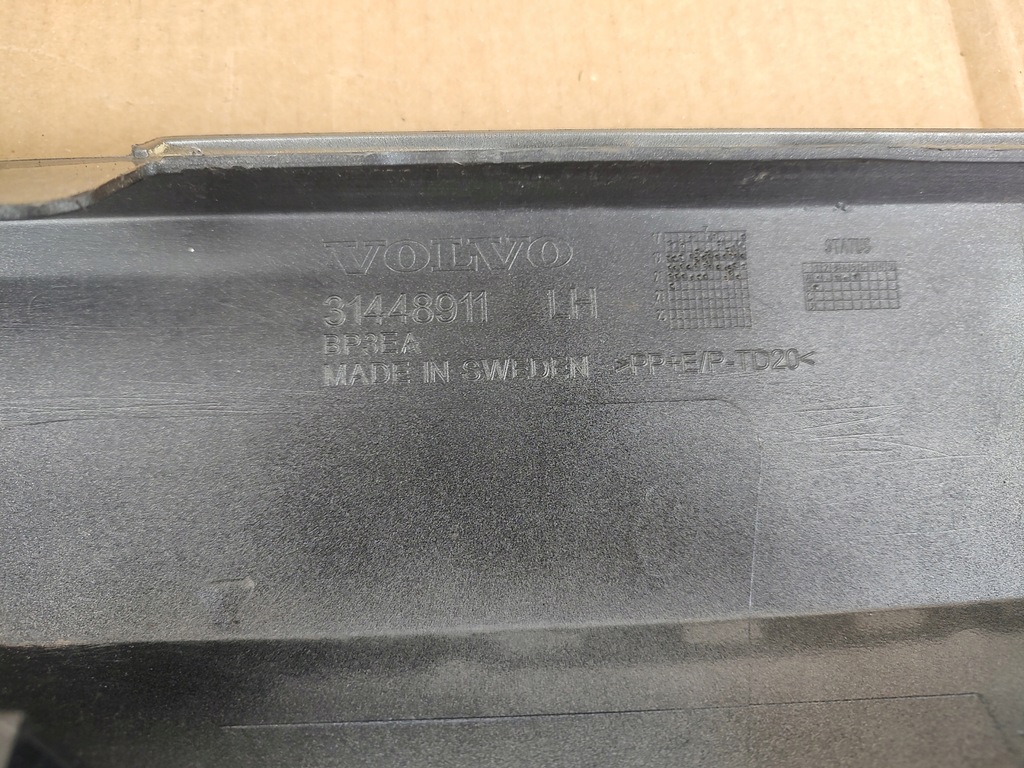 VOLVO
31448911 LH
BP3EA
MADE IN SWEDEN >PP+E/P-TD20<
STATUS